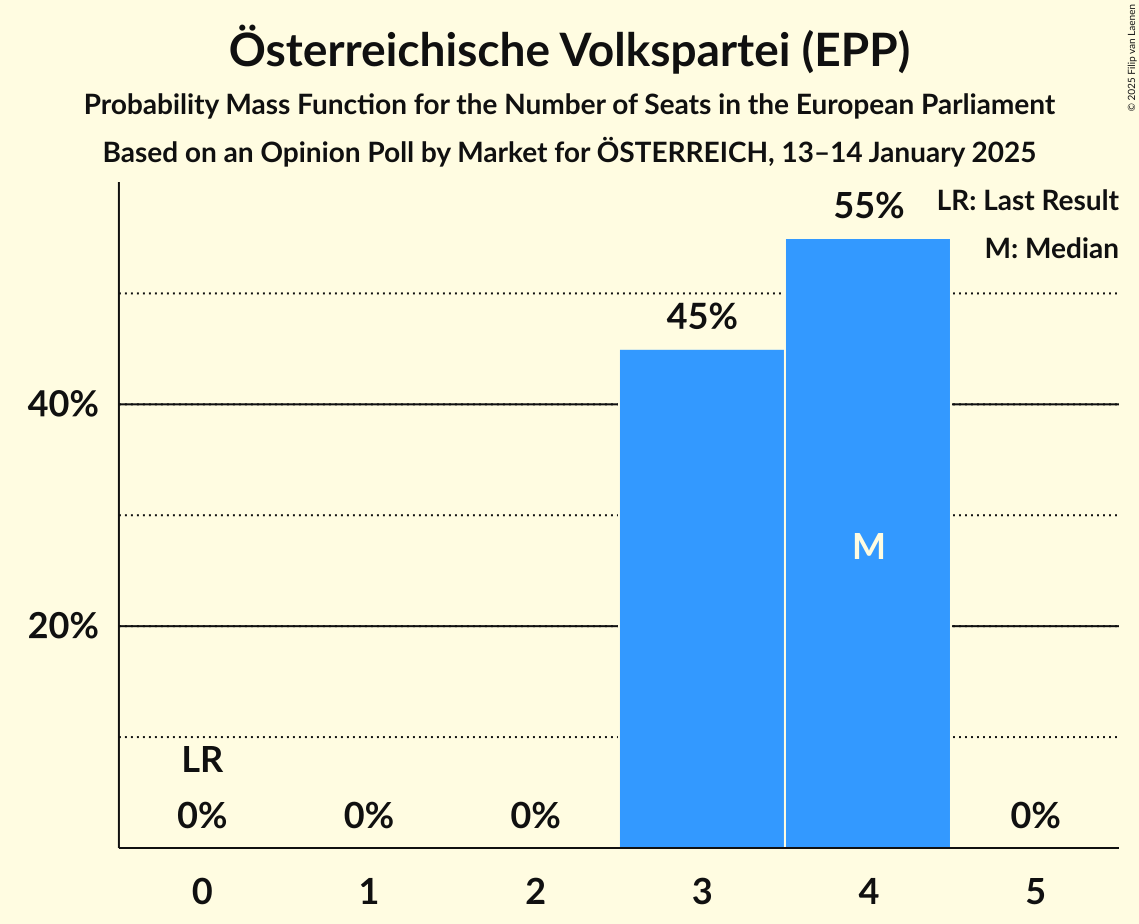 Österreichische Volkspartei (EPP)
Probability Mass Function for the Number of Seats in the European Parliament
Based on an Opinion Poll by Market for ÖSTERREICH, 13–14 January 2025
© 2025 Filip van Laenen
LR: Last Result
M: Median
55%
45%
40%
M
20%
LR
0% 0% 0% 0%
0 1 2 3 4 5